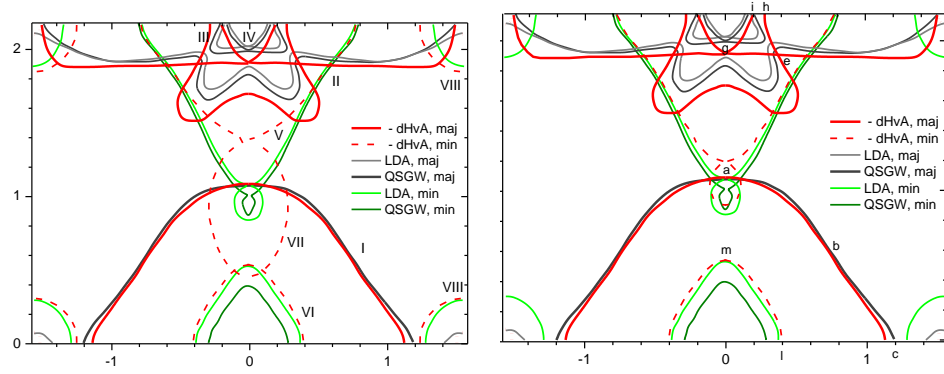 III
IV
II
VIII
V
- dHvA, maj
- dHvA, min
LDA, maj
QSGW, maj
LDA, min
QSGW, min
VII
I
VIII
VI
2
1
0
-1
0
1
i
h
g
e
- dHvA, maj
- dHvA, min
LDA, maj
QSGW, maj
LDA, min
QSGW, min
a
b
m
l
c
-1
0
1